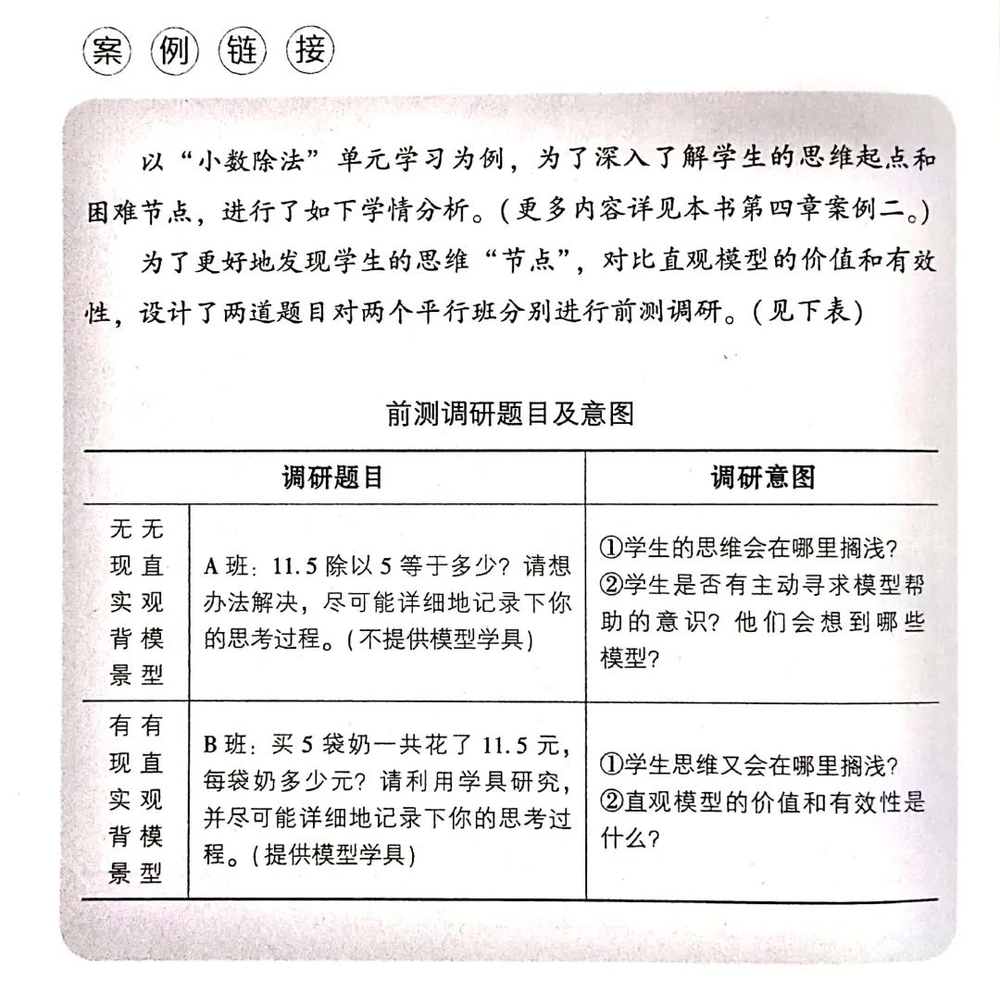 案例链接
以“小数除法”单元学习为例，为了深入了解学生的思维起点和
困难节点，进行了如下学情分析。(更多内容详见本书第四章案例二。)
为了更好地发现学生的思维“节点”，对比直观模型的价值和有效
性，设计了两道题目对两个平行班分别进行前测调研。(见下表)
前测调研题目及意图
调研题目
调研意图
无无
现直
实观
背模
景型
A 班：11.5 除以 5 等于多少？请想
办法解决，尽可能详细地记录下你
的思考过程。(不提供模型学具)
①学生的思维会在哪里搁浅？
②学生是否有主动寻求模型帮
助的意识？他们会想到哪些
模型？
有有
现直
实观
背模
景型
B 班：买 5 袋奶一共花了 11.5 元，
每袋奶多少元？请利用学具研究，
并尽可能详细地记录下你的思考过
程。(提供模型学具)
①学生思维又会在哪里搁浅？
②直观模型的价值和有效性是
什么？